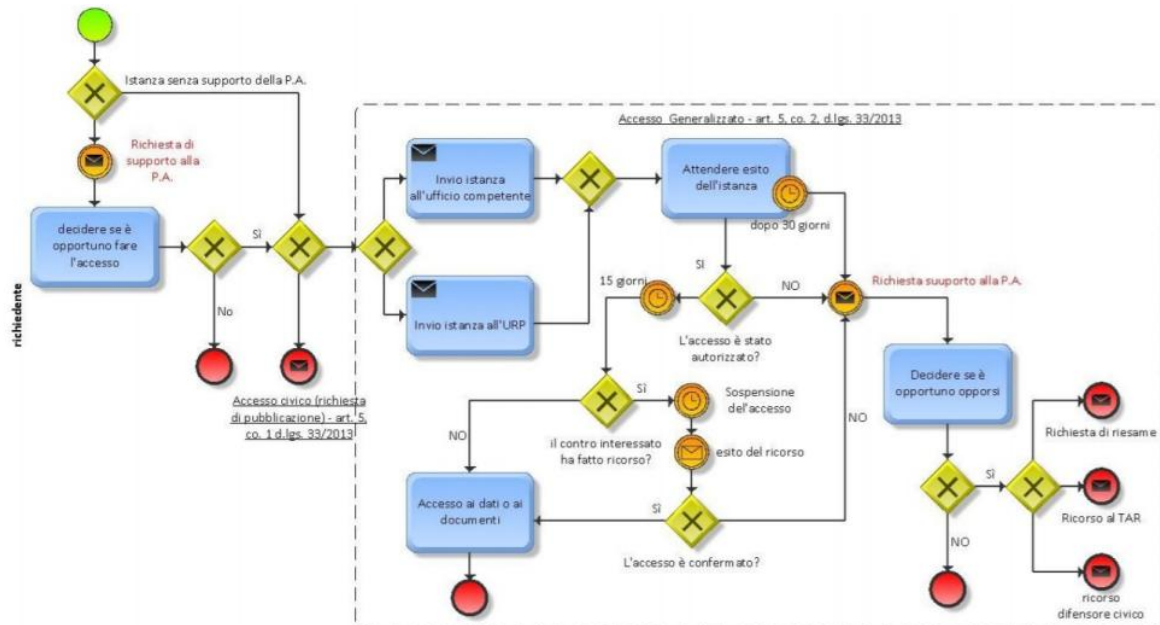 Istanza senza supporto della P.A.
Richiesta di
supporto alla
P.A.
decidere se è
opportuno fare
l'accesso
Sì
No
richiedente
Accesso civico (richiesta
di pubblicazione) - art. 5,
co. 1 d.lgs. 33/2013
Accesso Generalizzato - art. 5, co. 2, d.lgs. 33/2013
Invio istanza
all'ufficio competente
Invio istanza all'URP
Attendere esito
dell'istanza
dopo 30 giorni
SI
15 giorni
NO
Richiesta suuporto alla P.A.
L'accesso è stato
autorizzato?
Decidere se è
opportuno opporsi
Sì
Sospensione
del'accesso
NO
il contro interessato
ha fatto ricorso?
esito del ricorso
NO
Accesso ai dati o ai
documenti
Sì
L'accesso è confermato?
Richiesta di riesame
Sì
Ricorso al TAR
NO
ricorso
difensore civico